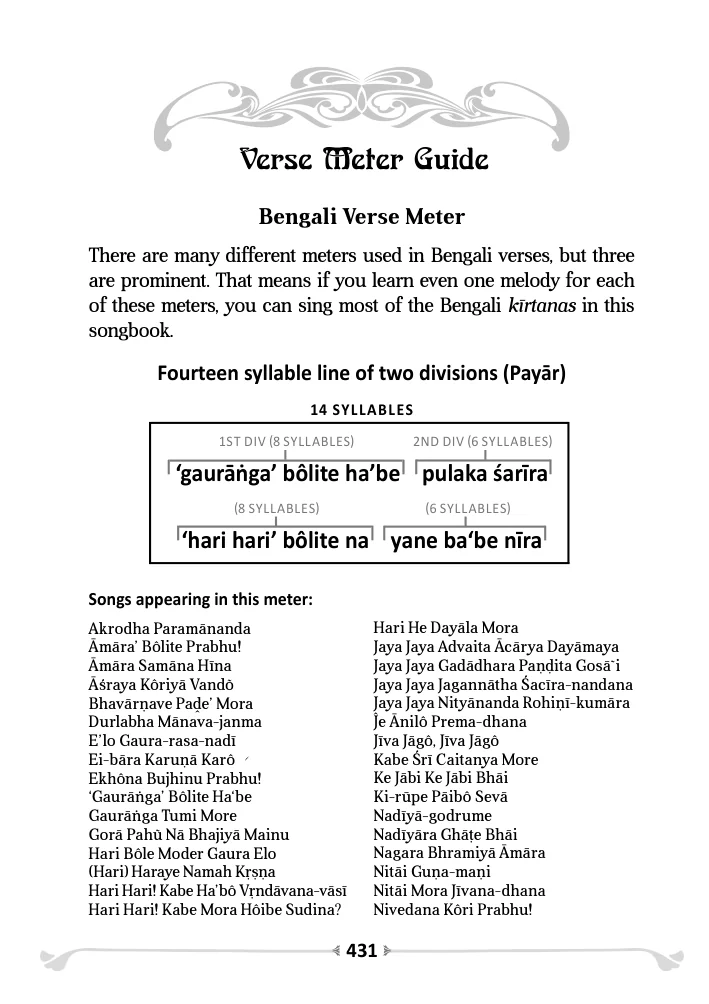 Verse Meter Guide
Bengali Verse Meter
There are many different meters used in Bengali verses, but three
are prominent. That means if you learn even one melody for each
of these meters, you can sing most of the Bengali kīrtanas in this
songbook.
Fourteen syllable line of two divisions (Payār)
14 SYLLABLES
1ST DIV (8 SYLLABLES) 2ND DIV (6 SYLLABLES)
‘gaurāṅga’ bôlite ha’be pulaka śarīra
(8 SYLLABLES) (6 SYLLABLES)
‘hari hari’ bôlite na yane ba‘be nīra
Songs appearing in this meter:
Akrodha Paramānanda
Āmāra’ Bôlite Prabhu!
Āmāra Samāna Hīna
Āśraya Kôriyā Vandô
Bhavārṇave Paḍe’ Mora
Durlabha Mānava-janma
E’lo Gaura-rasa-nadī
Ei-bāra Karuṇā Karô
Ekhôna Bujhinu Prabhu!
‘Gaurāṅga’ Bôlite Ha‘be
Gaurāṅga Tumi More
Gorā Pahũ Nā Bhajiyā Mainu
Hari Bôle Moder Gaura Elo
(Hari) Haraye Namah Kṛṣṇa
Hari Hari! Kabe Ha’bô Vṛndāvana-vāsī
Hari Hari! Kabe Mora Hôibe Sudina?
Hari He Dayāla Mora
Jaya Jaya Advaita Ācārya Dayāmaya
Jaya Jaya Gadādhara Paṇḍita Gosā̃i
Jaya Jaya Jagannātha Śacīra-nandana
Jaya Jaya Nityānanda Rohiṇī-kumāra
Je Ānilô Prema-dhana
Jīva Jāgô, Jīva Jāgô
Kabe Śrī Caitanya More
Ke Jābi Ke Jābi Bhāi
Ki-rūpe Pāibô Sevā
Nadīyā-godrume
Nadīyāra Ghāṭe Bhāi
Nagara Bhramiyā Āmāra
Nitāi Guṇa-maṇi
Nitāi Mora Jīvana-dhana
Nivedana Kôri Prabhu!
431